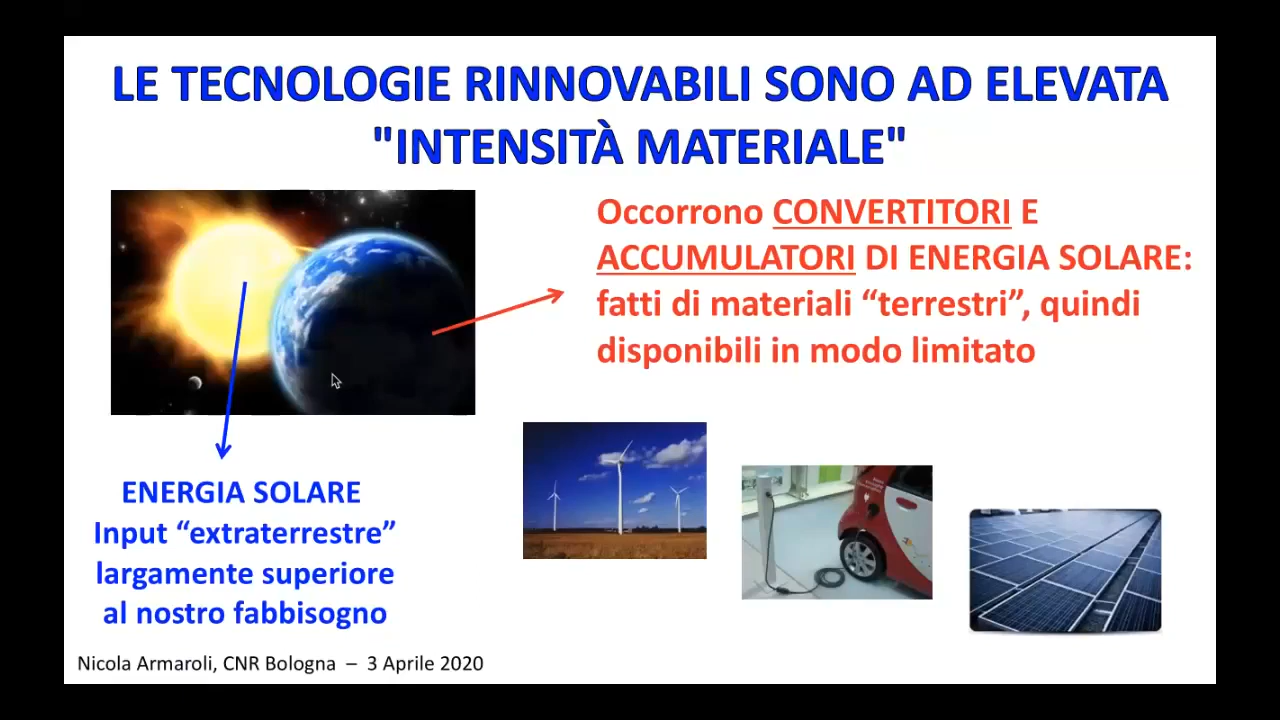 LE TECNOLOGIE RINNOVABILI SONO AD ELEVATA
"INTENSITÀ MATERIALE"
Occorrono CONVERTITORI E
ACCUMULATORI DI ENERGIA SOLARE:
fatti di materiali “terrestri”, quindi
disponibili in modo limitato
ENERGIA SOLARE
Input “extraterrestre”
largamente superiore
al nostro fabbisogno
Nicola Armaroli, CNR Bologna – 3 Aprile 2020